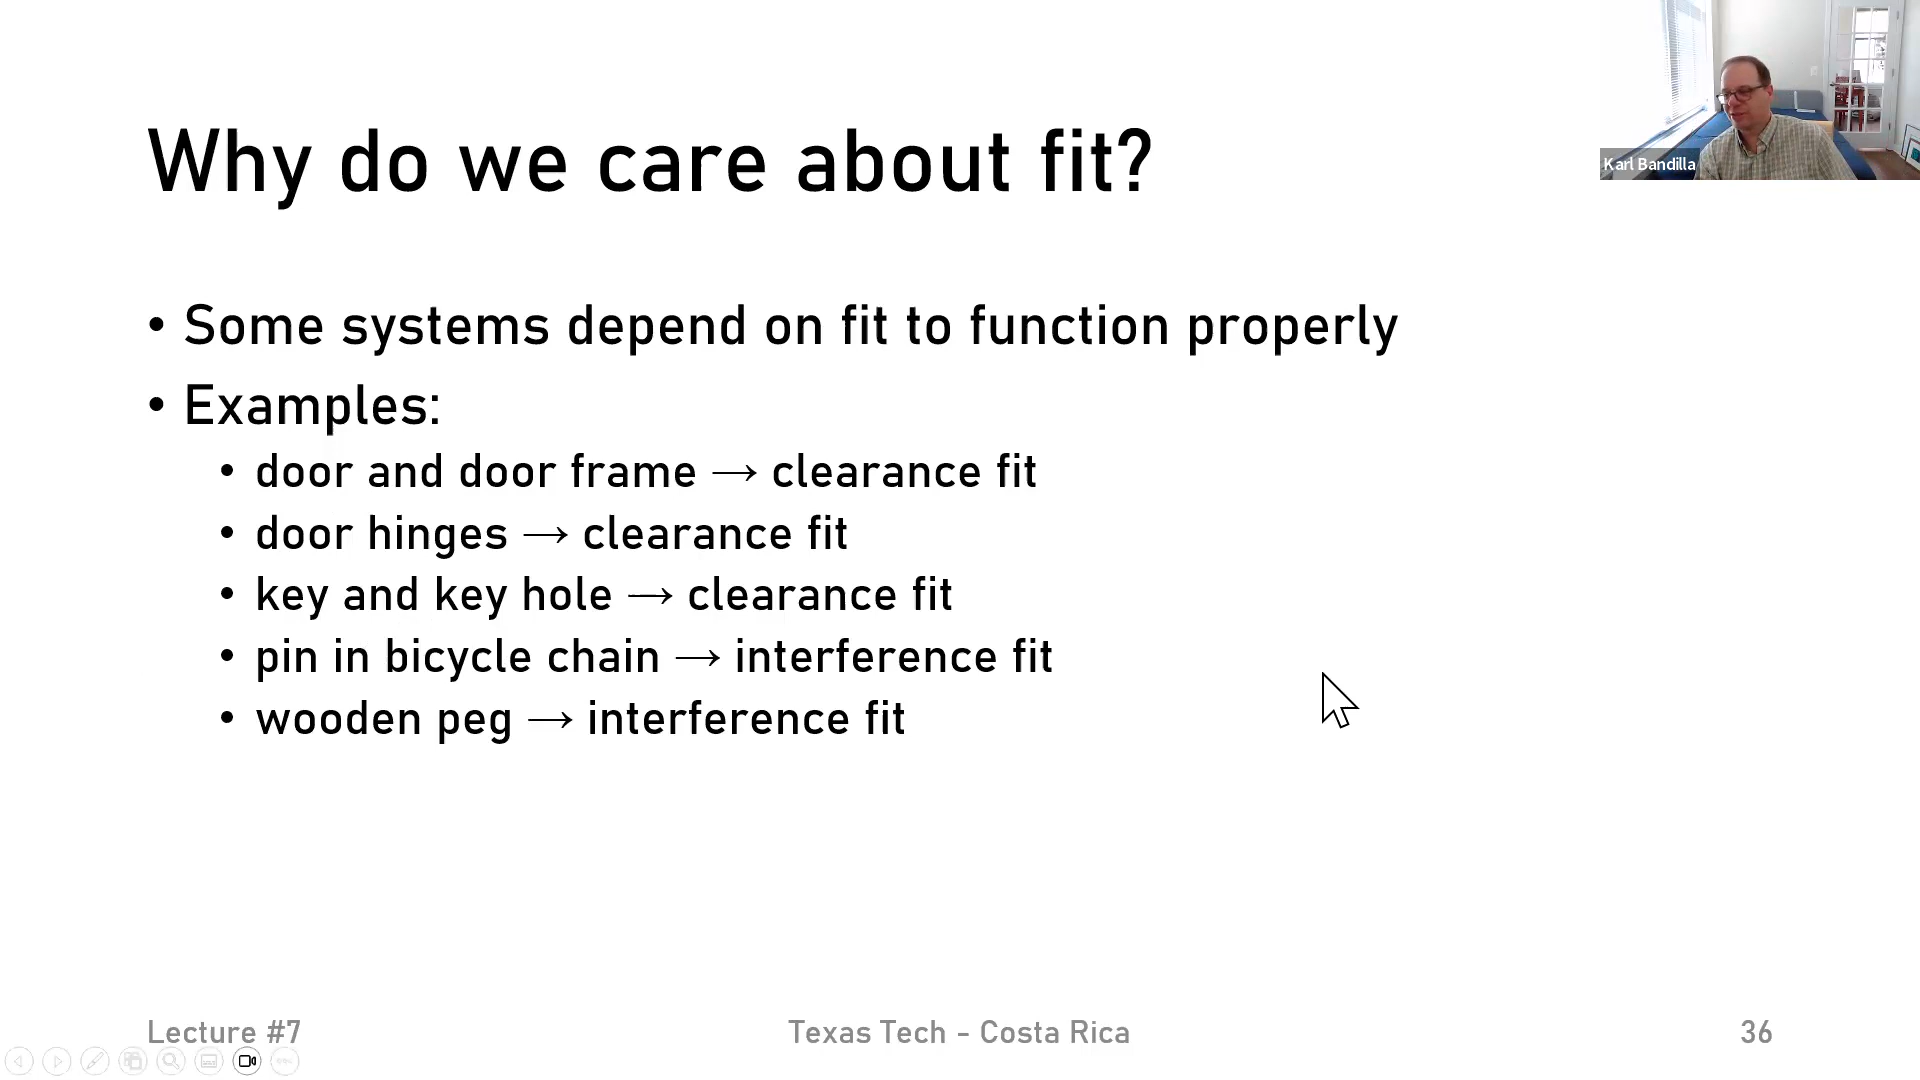 Why do we care about fit?
Karl Bandilla
• Some systems depend on fit to function properly
• Examples:
• door and door frame → clearance fit
• door hinges → clearance fit
• key and key hole → clearance fit
• pin in bicycle chain → interference fit
• wooden peg → interference fit
Lecture #7
Texas Tech - Costa Rica
36